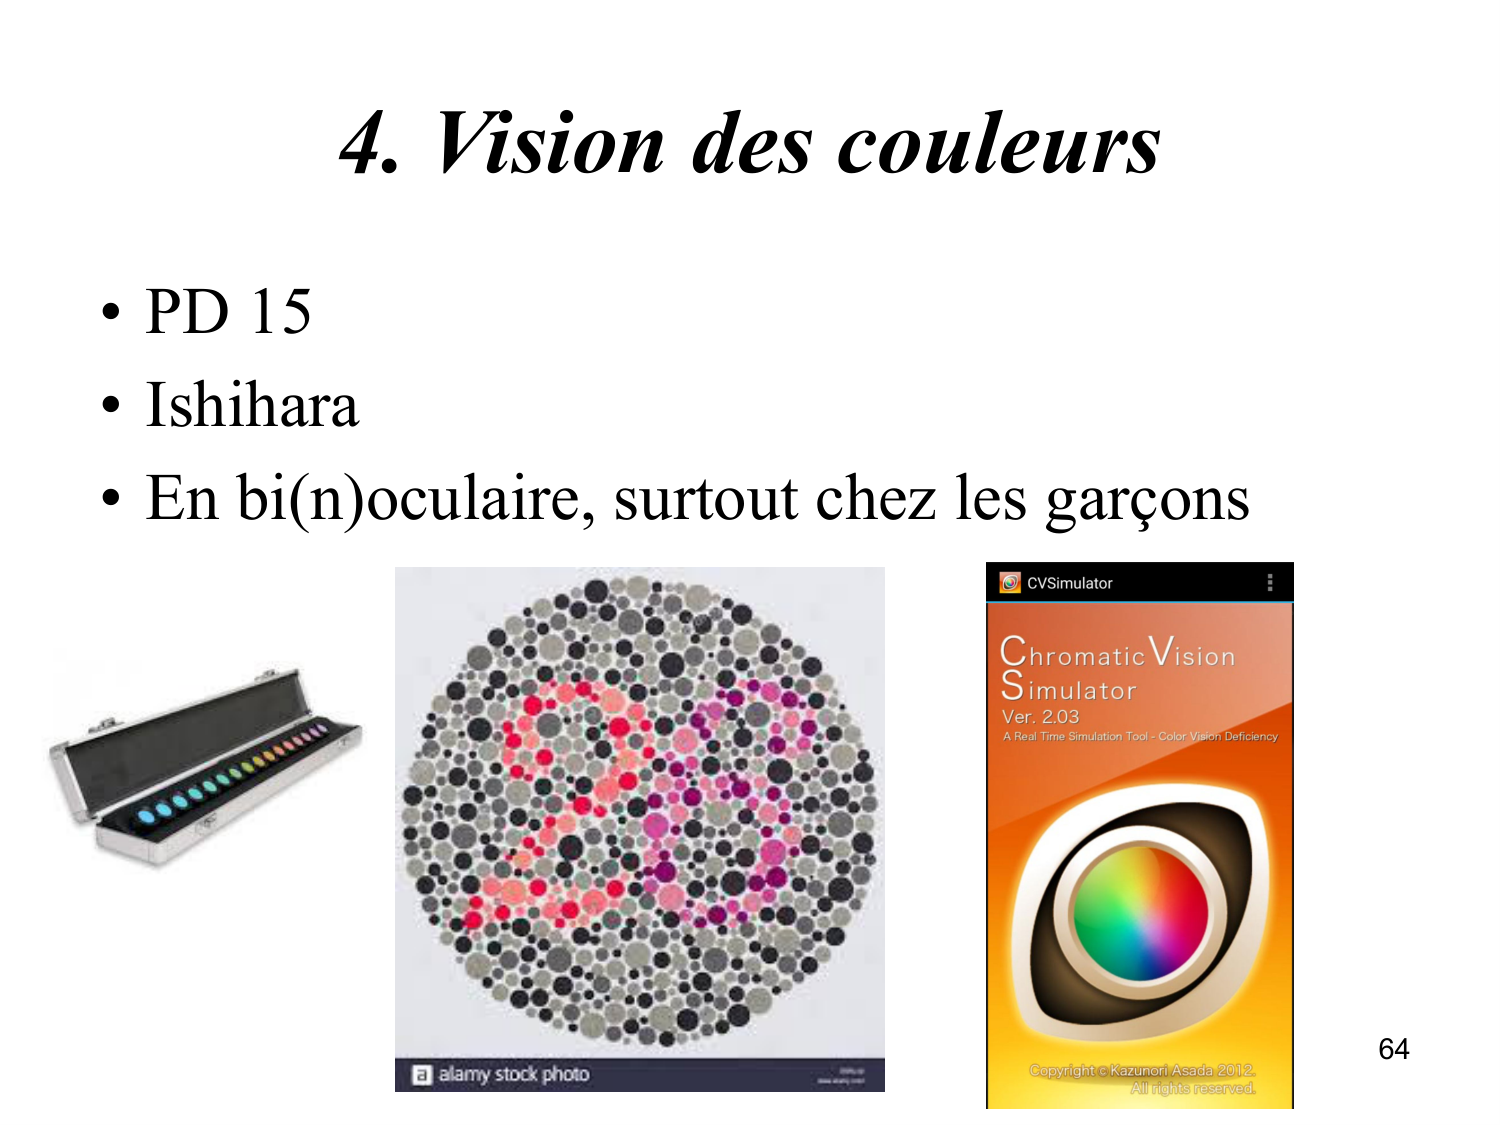 4. Vision des couleurs
• PD 15
• Ishihara
• En bi(n)oculaire, surtout chez les garçons
26
a alamy stock photo
CVSimulator
Chromatic Vision
Simulator
Ver. 2.03
A Real Time Simulation Tool - Color Vision Deficiency
Copyright © Kazunori Asada 2012.
All rights reserved.
64